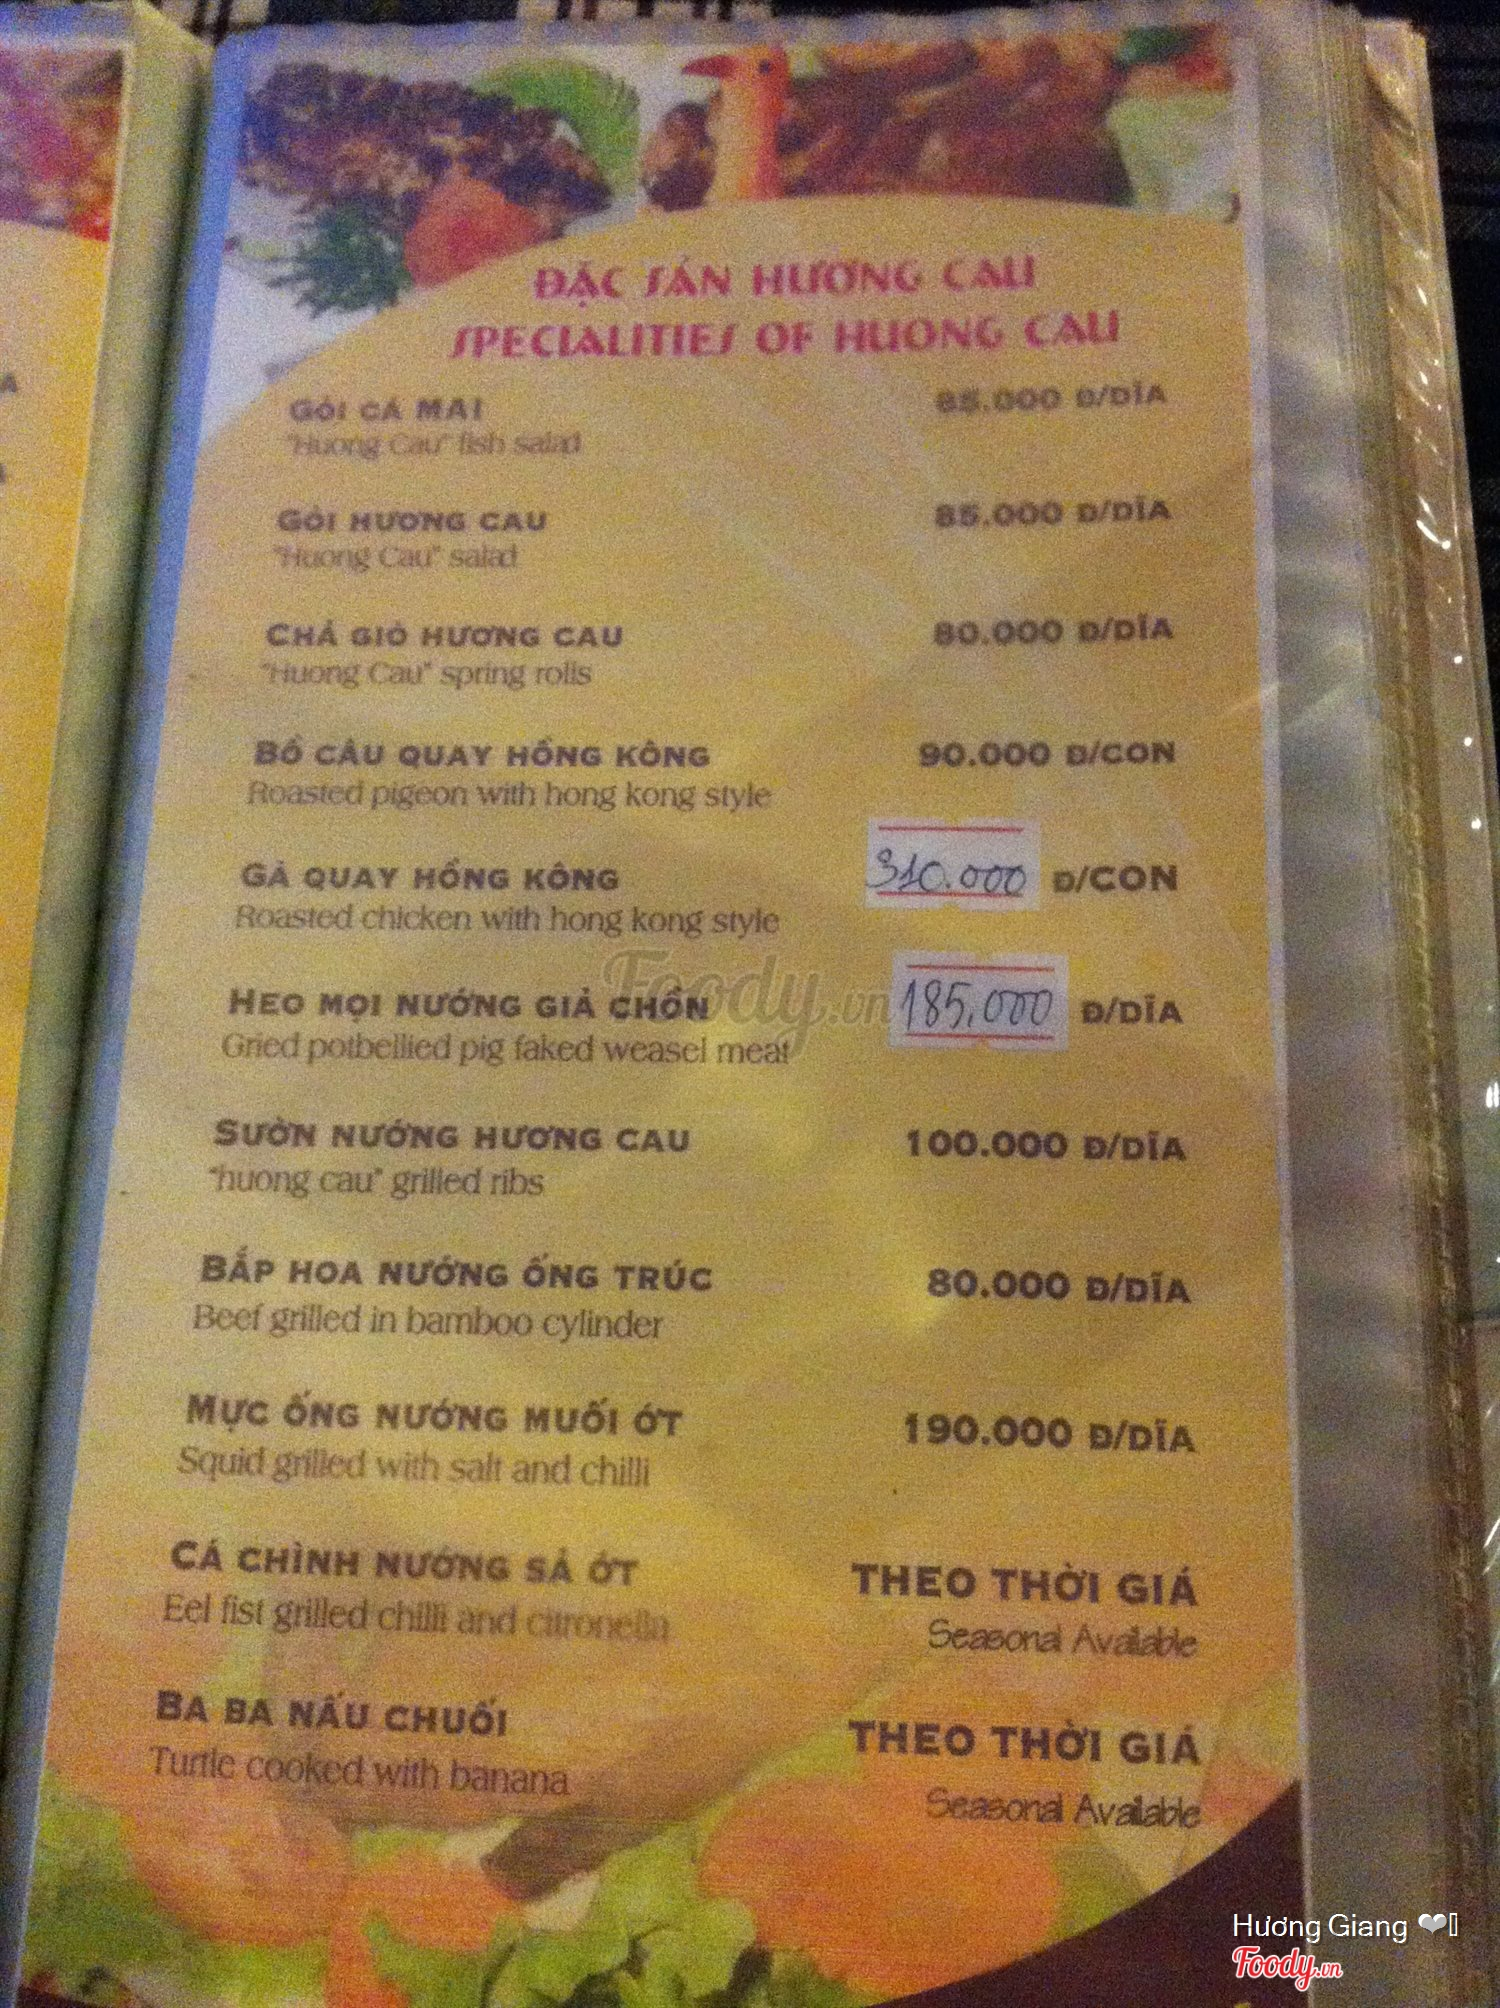 ĐẶC SẢN HƯƠNG CAU
SPECIALITIES OF HUONG CAU
GỎI CÁ MAI 85.000 Đ/DĨA
"Huong Cau" fish salad
GỎI HƯƠNG CAU 85.000 Đ/DĨA
"Huong Cau" salad
CHẢ GIÒ HƯƠNG CAU 80.000 Đ/DĨA
"Huong Cau" spring rolls
BỒ CÂU QUAY HỒNG KÔNG 90.000 Đ/CON
Roasted pigeon with hong kong style
GÀ QUAY HỒNG KÔNG 310.000 Đ/CON
Roasted chicken with hong kong style
HEO MỌI NƯỚNG GIẢ CHỒN 185,000 Đ/DĨA
Gried potbellied pig faked weasel meat
SƯỜN NƯỚNG HƯƠNG CAU 100.000 Đ/DĨA
"huong cau" grilled ribs
BẮP HOA NƯỚNG ỐNG TRÚC 80.000 Đ/DĨA
Beef grilled in bamboo cylinder
MỰC ỐNG NƯỚNG MUỐI ỚT 190.000 Đ/DĨA
Squid grilled with salt and chilli
CÁ CHÌNH NƯỚNG SẢ ỚT THEO THỜI GIÁ
Eel fist grilled chilli and citronella Seasonal Available
BA BA NẤU CHUỐI THEO THỜI GIÁ
Turtle cooked with banana Seasonal Available
Foody.vn
Hương Giang ❤
Foody.vn